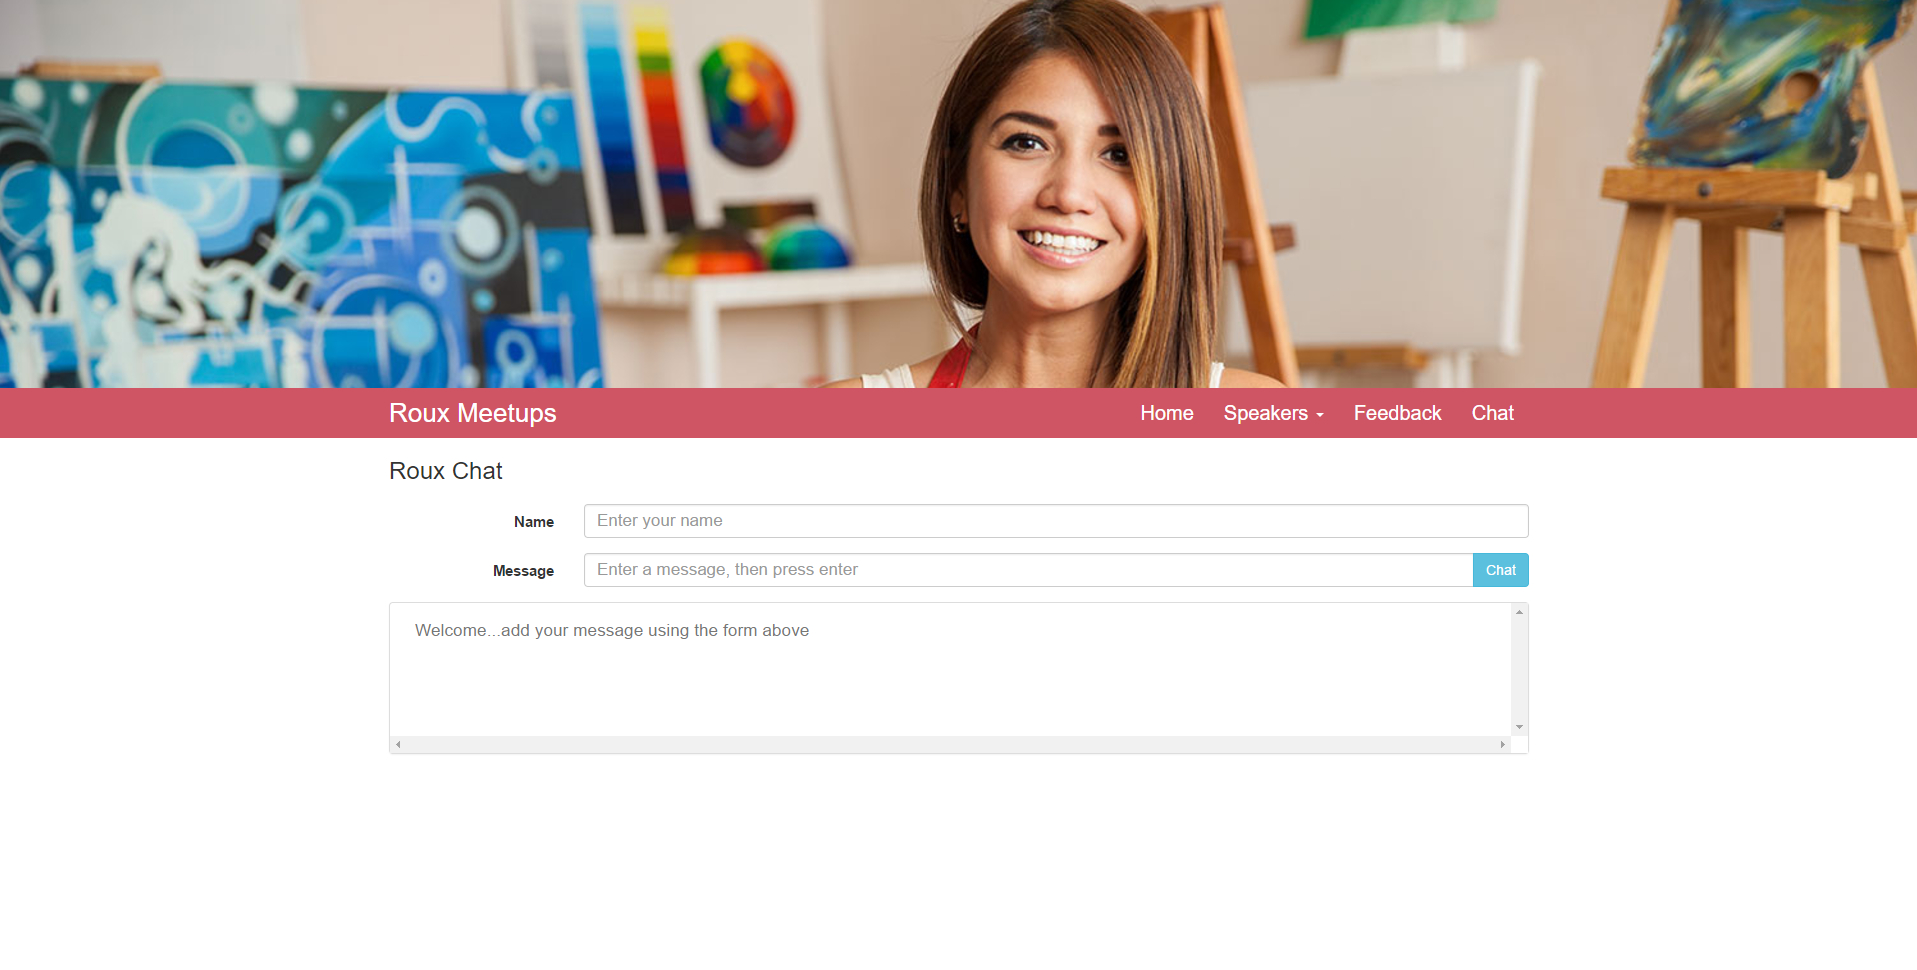 Roux Meetups Home Speakers Feedback Chat
Roux Chat
Name Enter your name
Message Enter a message, then press enter Chat
Welcome...add your message using the form above